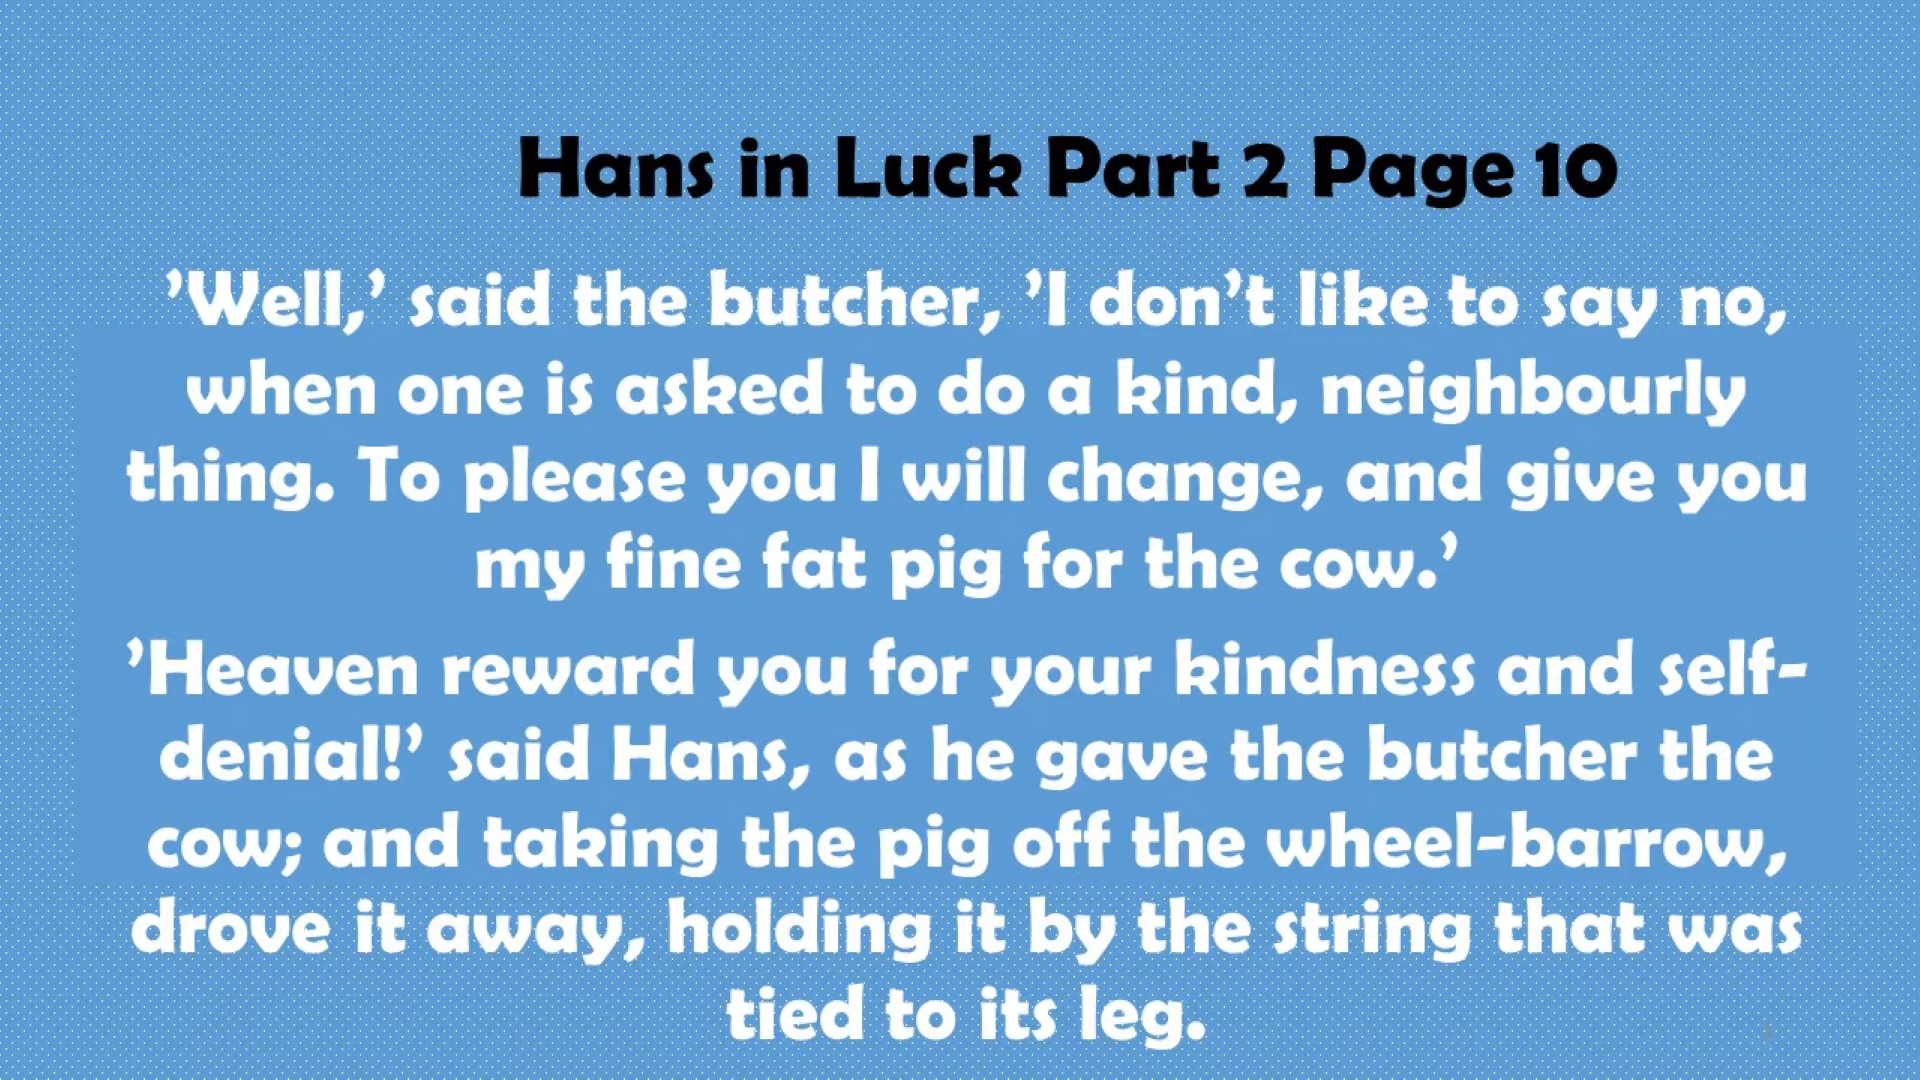 Hans in Luck Part 2 Page 10
’Well,’ said the butcher, ’I don’t like to say no,
when one is asked to do a kind, neighbourly
thing. To please you I will change, and give you
my fine fat pig for the cow.’
’Heaven reward you for your kindness and self-
denial!’ said Hans, as he gave the butcher the
cow; and taking the pig off the wheel-barrow,
drove it away, holding it by the string that was
tied to its leg.